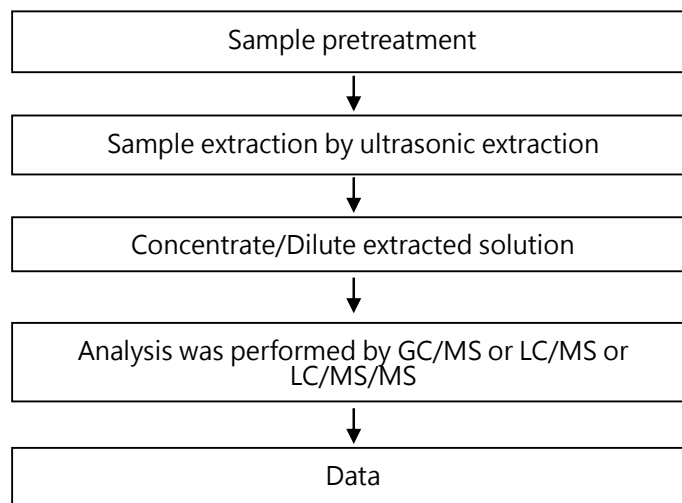 Sample pretreatment
Sample extraction by ultrasonic extraction
Concentrate/Dilute extracted solution
Analysis was performed by GC/MS or LC/MS or
LC/MS/MS
Data